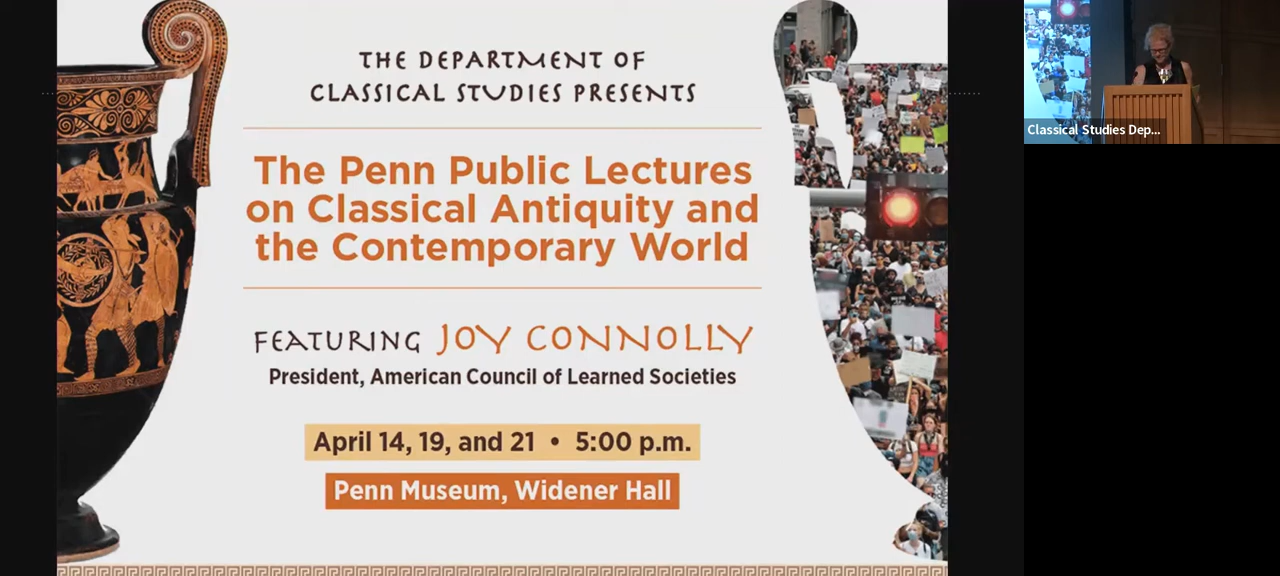 THE DEPARTMENT OF
CLASSICAL STUDIES PRESENTS
The Penn Public Lectures
on Classical Antiquity and
the Contemporary World
FEATURING JOY CONNOLLY
President, American Council of Learned Societies
April 14, 19, and 21 • 5:00 p.m.
Penn Museum, Widener Hall
Classical Studies Dep...